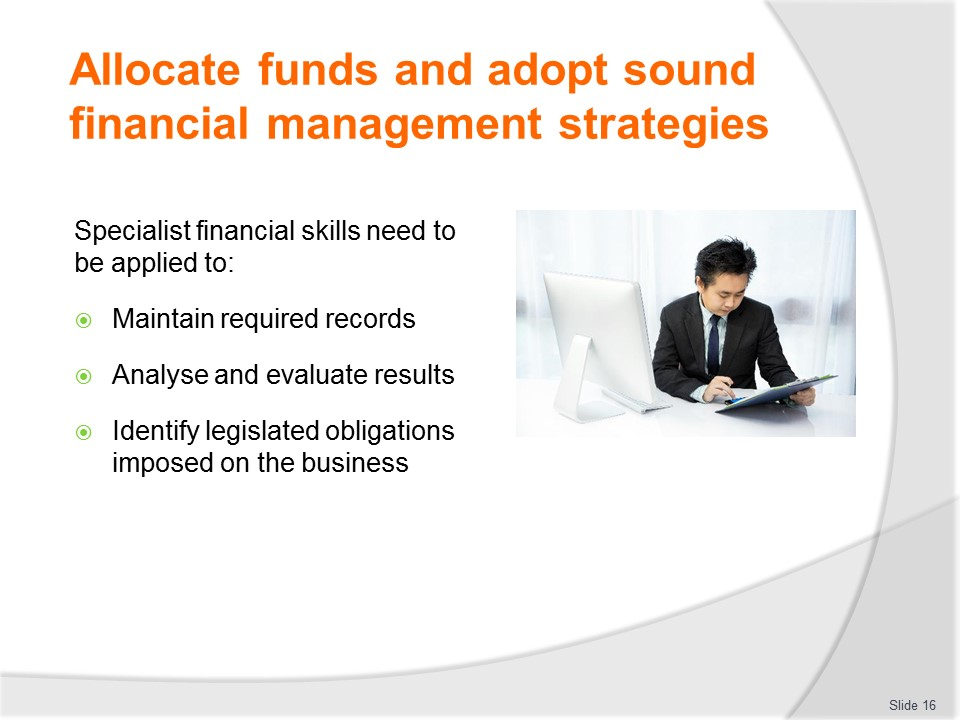 Allocate funds and adopt sound
financial management strategies
Specialist financial skills need to
be applied to:
Maintain required records
Analyse and evaluate results
Identify legislated obligations
imposed on the business
Slide 16